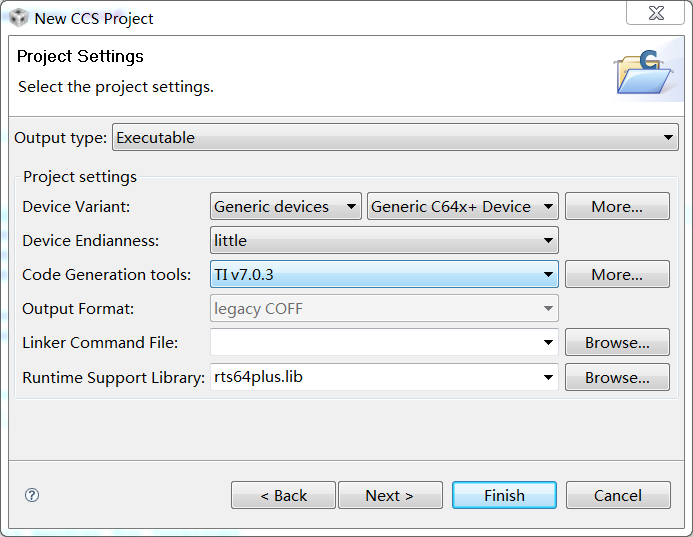 New CCS Project
Project Settings
Select the project settings.
Output type: Executable
Project settings
Device Variant: Generic devices Generic C64x+ Device More...
Device Endianness: little
Code Generation tools: TI v7.0.3 More...
Output Format: legacy COFF
Linker Command File: Browse...
Runtime Support Library: rts64plus.lib Browse...
? < Back Next > Finish Cancel